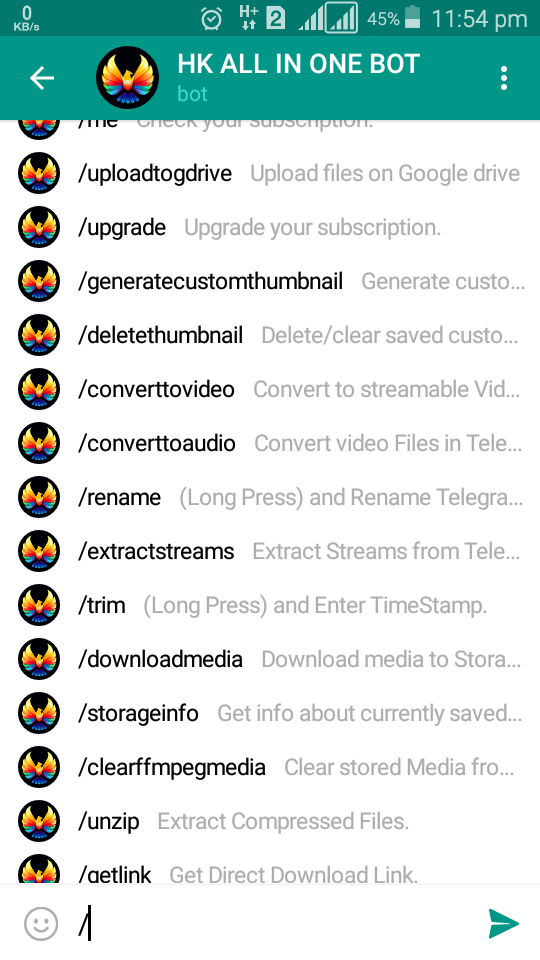 0
KB/s
H+
2
45%
11:54 pm
HK ALL IN ONE BOT
bot
/me Check your subscription.
/uploadtogdrive Upload files on Google drive
/upgrade Upgrade your subscription.
/generatecustomthumbnail Generate custo...
/deletethumbnail Delete/clear saved custo...
/converttovideo Convert to streamable Vid...
/converttoaudio Convert video Files in Tele...
/rename (Long Press) and Rename Telegra...
/extractstreams Extract Streams from Tele...
/trim (Long Press) and Enter TimeStamp.
/downloadmedia Download media to Stora...
/storageinfo Get info about currently saved...
/clearffmpegmedia Clear stored Media fro...
/unzip Extract Compressed Files.
/getlink Get Direct Download Link.
/